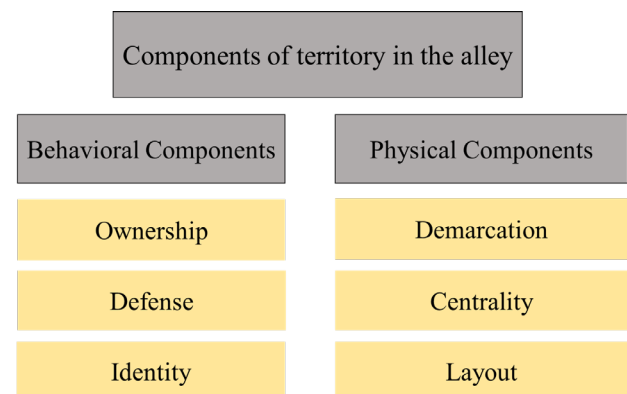 Components of territory in the alley
Behavioral Components
Physical Components
Ownership
Demarcation
Defense
Centrality
Identity
Layout